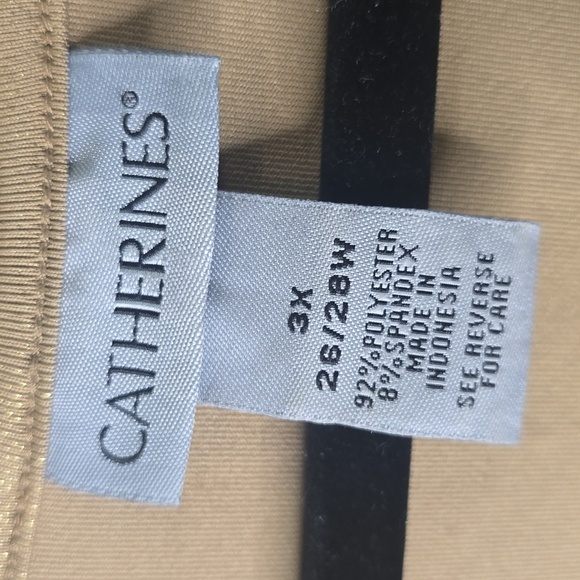 CATHERINES®
3X
26/28W
92%POLYESTER
8%SPANDEX
MADE IN
INDONESIA
SEE REVERSE
FOR CARE